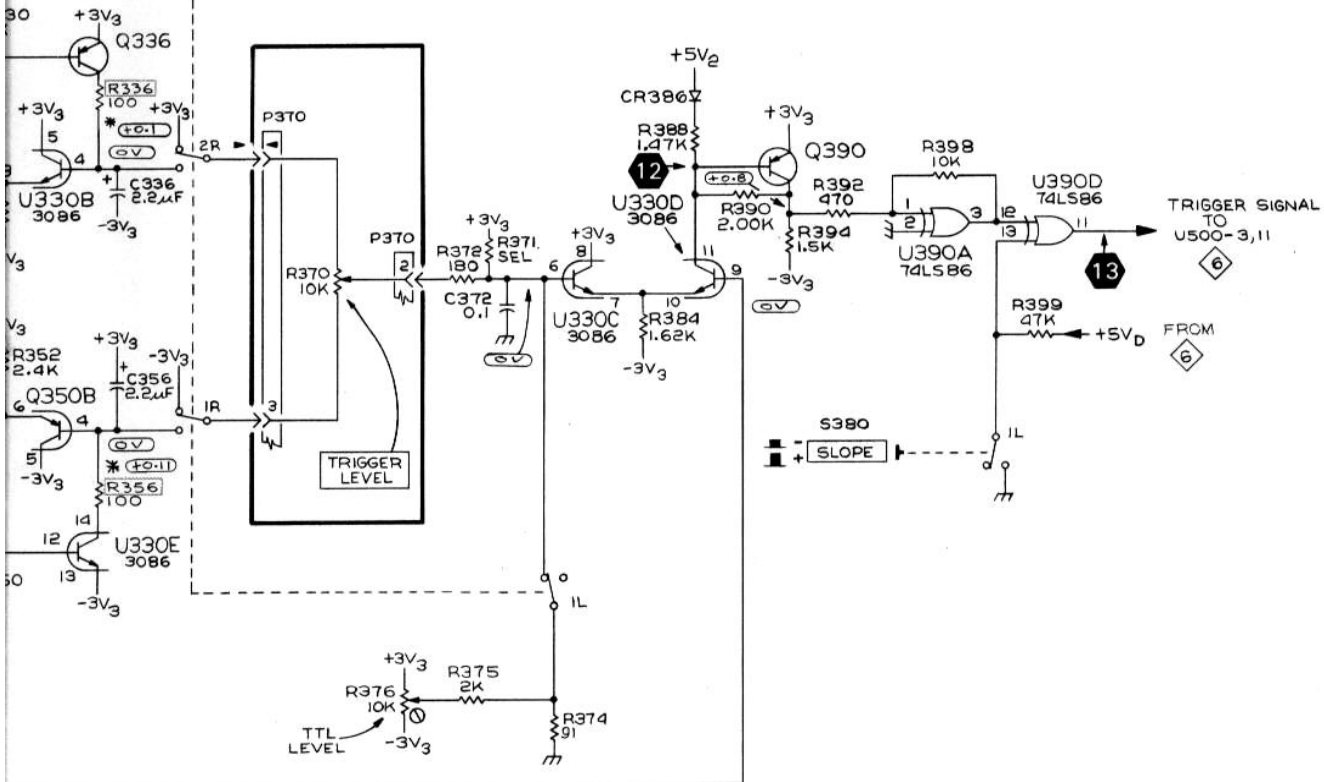 30
+3V3
Q336
R336
100
+3V3
5
* +0.1
+3V3
0V
4
2R
P370
U330B
3086
+
C336
2.2μF
-3V3
V3
V3
R352
2.4K
+3V3
+
C356
2.2μF
-3V3
Q350B
6
4
1R
3
0V
* +0.11
5
-3V3
R356
100
14
12
13
U330E
3086
-3V3
50
R370
10K
TRIGGER
LEVEL
P370
2
R372
180
+3V3
R371
SEL
C372
0.1
0V
6
8
+3V3
7
U330C
3086
10
R384
1.62K
-3V3
+5V2
CR386
R388
1.47K
12
U330D
3086
11
9
+3V3
Q390
+0.8
R390
2.00K
R392
470
R394
1.5K
-3V3
0V
R398
10K
1
2
3
U390A
74LS86
12
13
U390D
74LS86
11
13
TRIGGER SIGNAL
TO
U500-3,11
6
R399
47K
+5VD
FROM
6
S380
-
+
SLOPE
1L
1L
+3V3
R376
10K
-3V3
R375
2K
TTL
LEVEL
R374
91